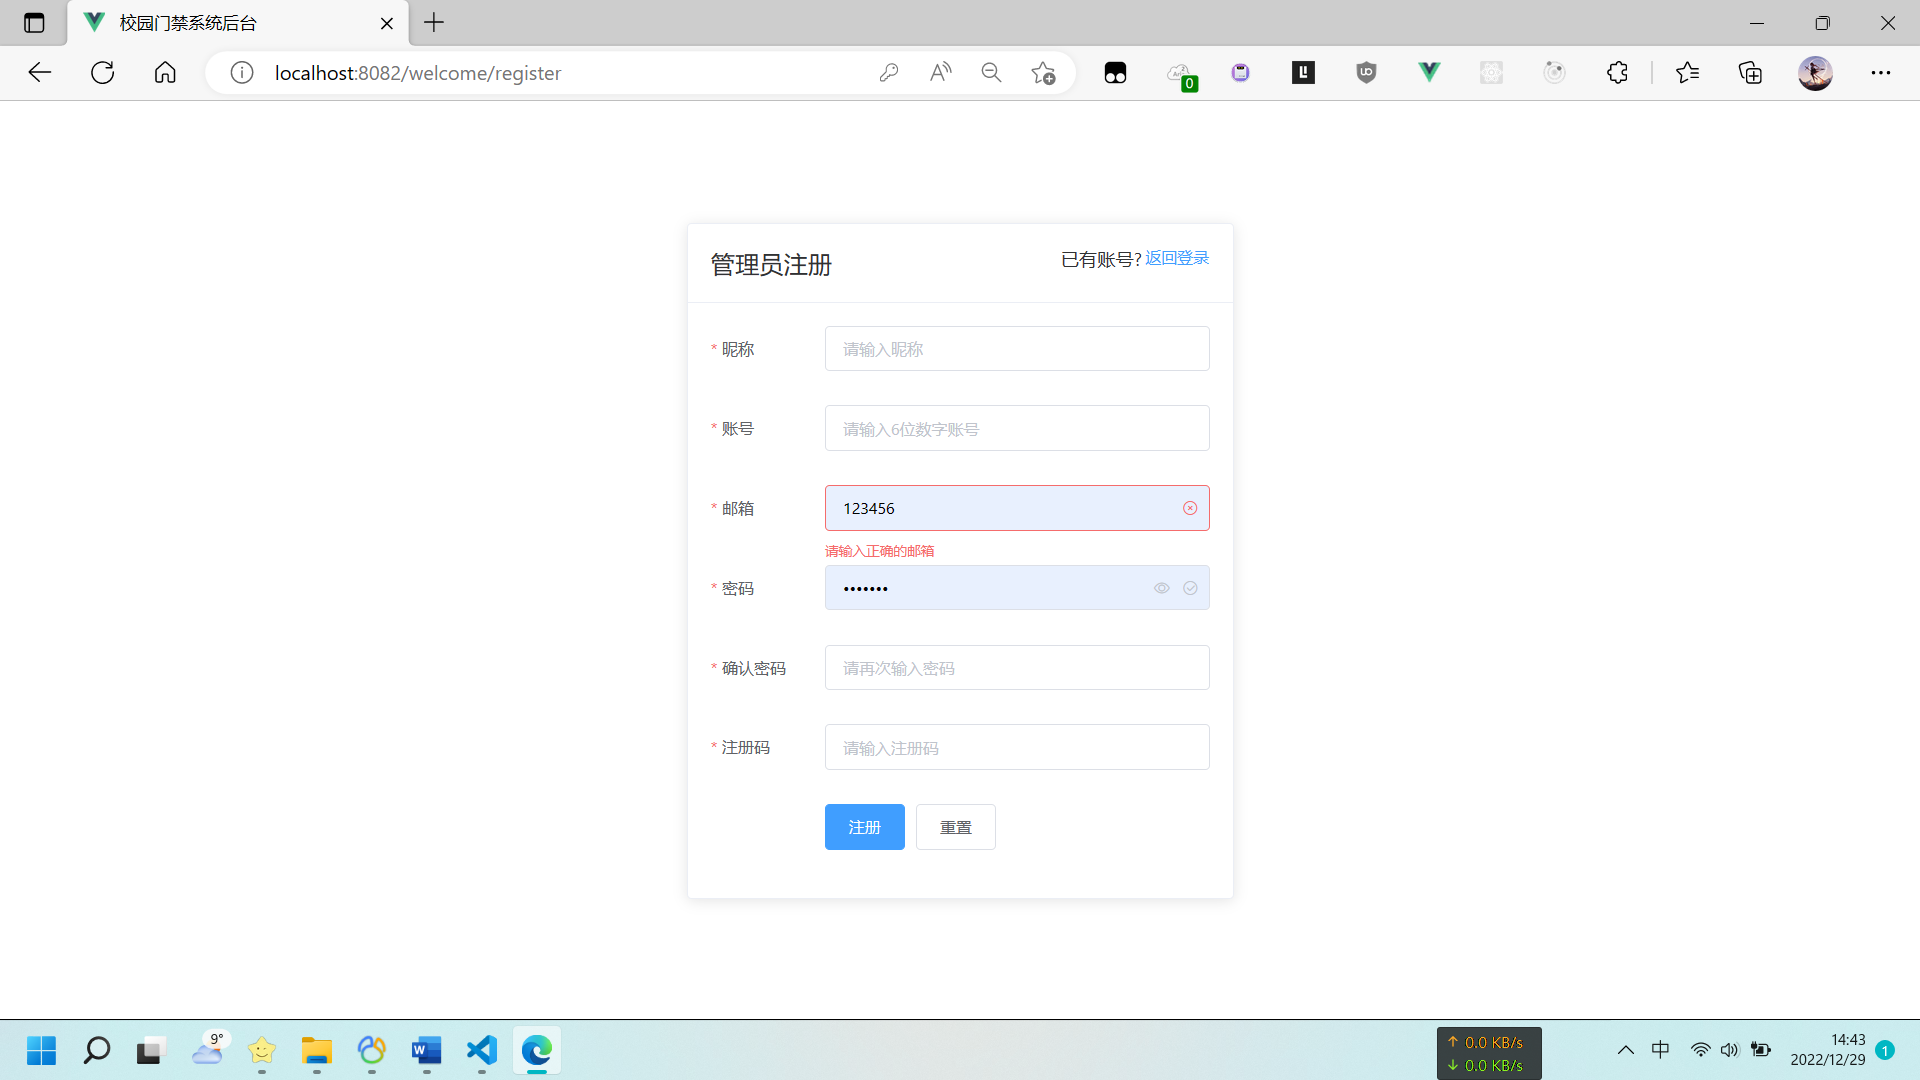 校园门禁系统后台
localhost:8082/welcome/register
0
管理员注册
已有账号? 返回登录
* 昵称 请输入昵称
* 账号 请输入6位数字账号
* 邮箱 123456
请输入正确的邮箱
* 密码 •••••••
* 确认密码 请再次输入密码
* 注册码 请输入注册码
注册 重置
9°
↑ 0.0 KB/s
↓ 0.0 KB/s
中
14:43
2022/12/29
1